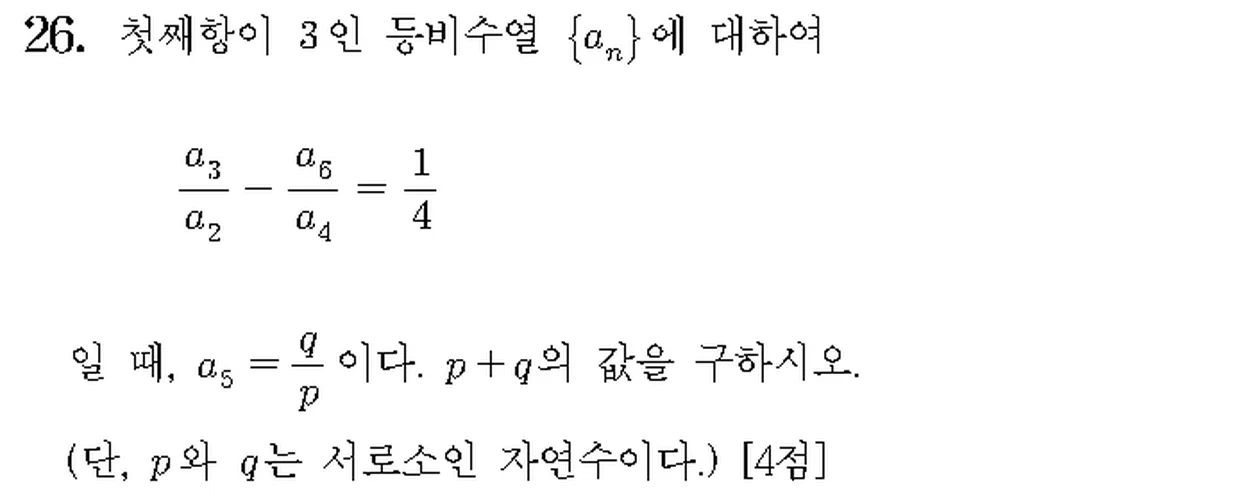 26. 첫째항이 3인 등비수열 {aₙ}에 대하여
a₃/a₂ − a₆/a₄ = 1/4
일 때, a₅ = q/p 이다. p+q의 값을 구하시오.
(단, p와 q는 서로소인 자연수이다.) [4점]